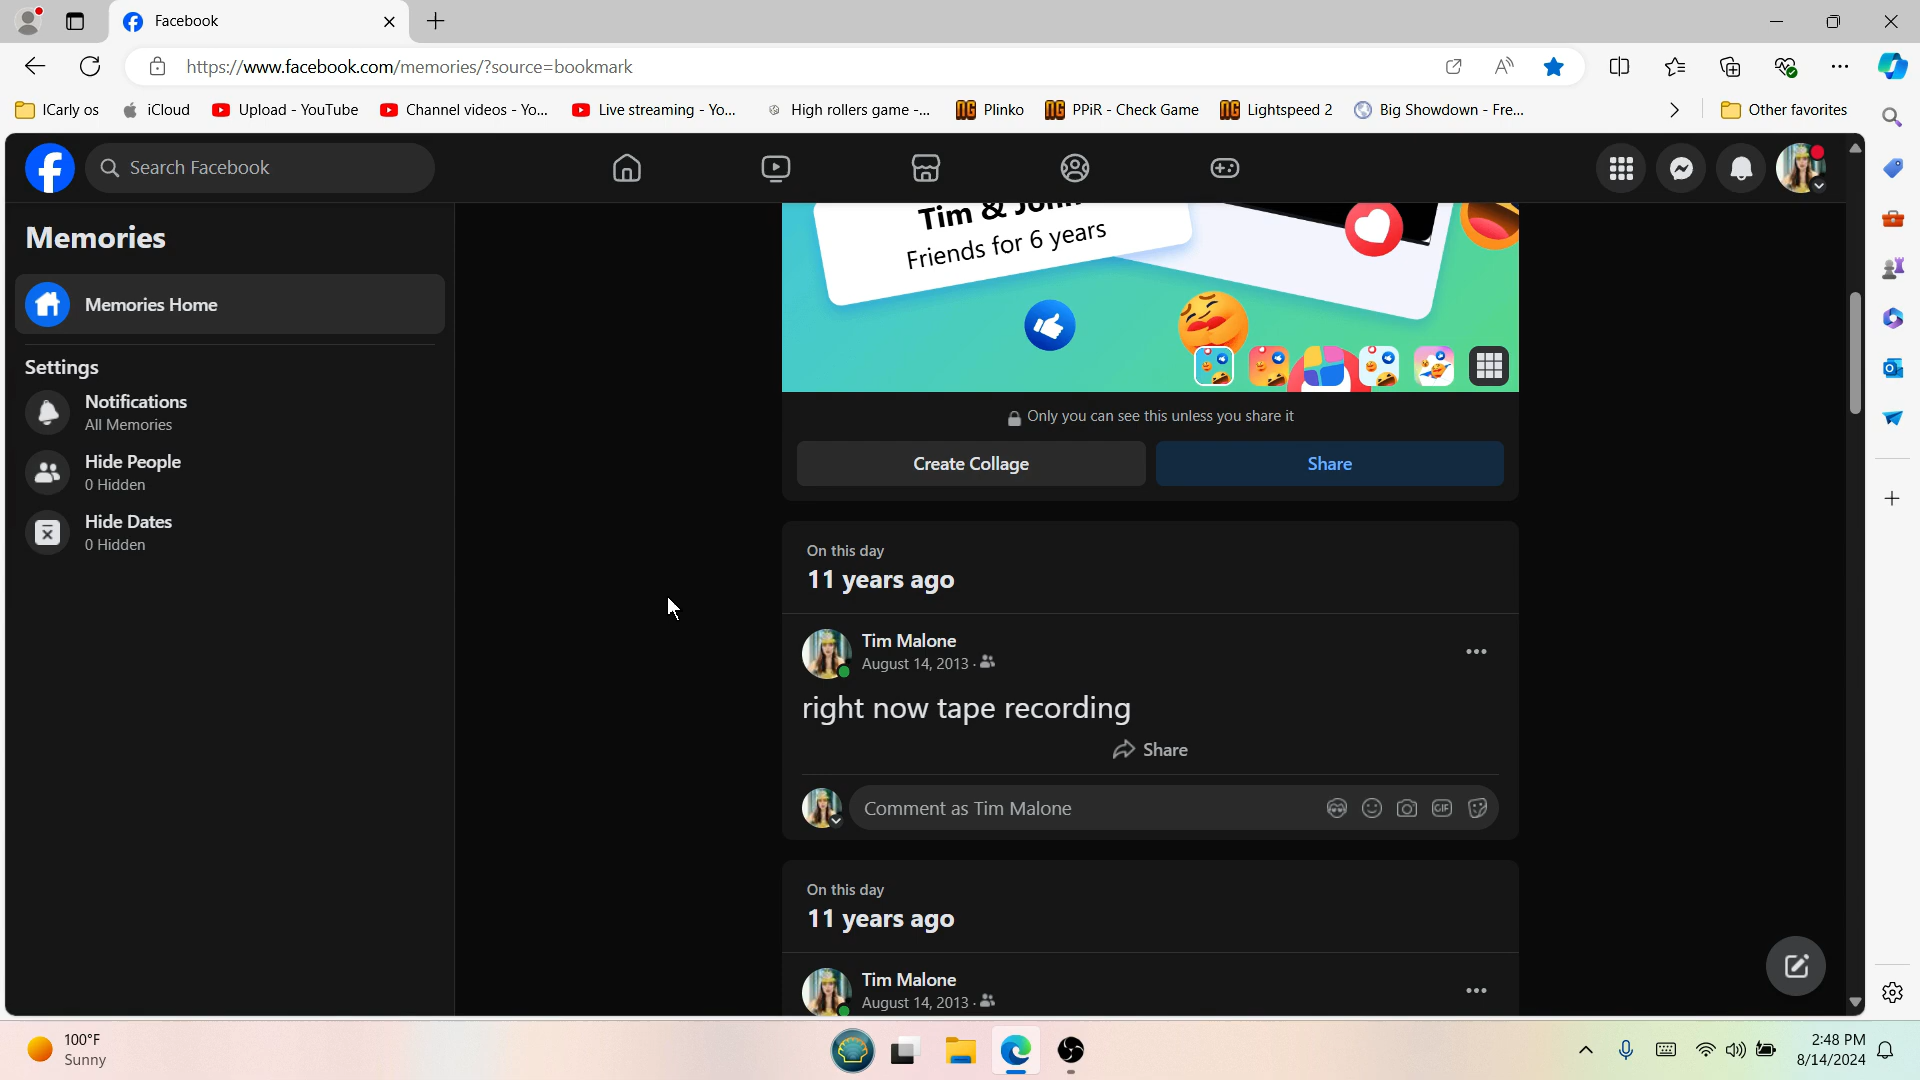 Facebook
https://www.facebook.com/memories/?source=bookmark
ICarly os
iCloud
Upload - YouTube
Channel videos - Yo...
Live streaming - Yo...
High rollers game -...
Plinko
PPiR - Check Game
Lightspeed 2
Big Showdown - Fre...
Other favorites
Search Facebook
Memories
Memories Home
Settings
Notifications
All Memories
Hide People
0 Hidden
Hide Dates
0 Hidden
Tim &
Friends for 6 years
Only you can see this unless you share it
Create Collage
Share
On this day
11 years ago
Tim Malone
August 14, 2013 ·
right now tape recording
Share
Comment as Tim Malone
GIF
On this day
11 years ago
Tim Malone
August 14, 2013 ·
100°F
Sunny
2:48 PM
8/14/2024